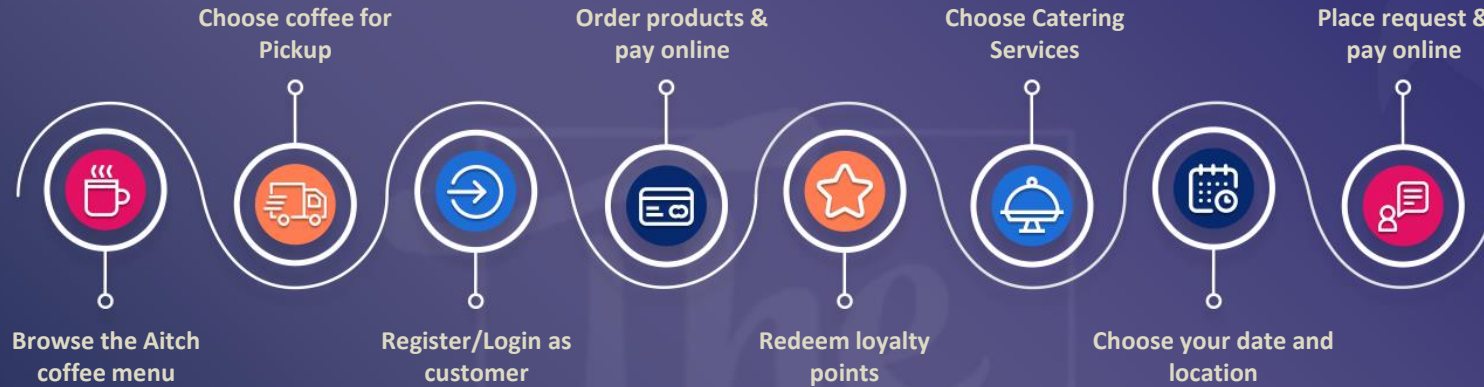 Choose coffee for
Pickup
Order products &
pay online
Choose Catering
Services
Place request &
pay online
Browse the Aitch
coffee menu
Register/Login as
customer
Redeem loyalty
points
Choose your date and
location
The